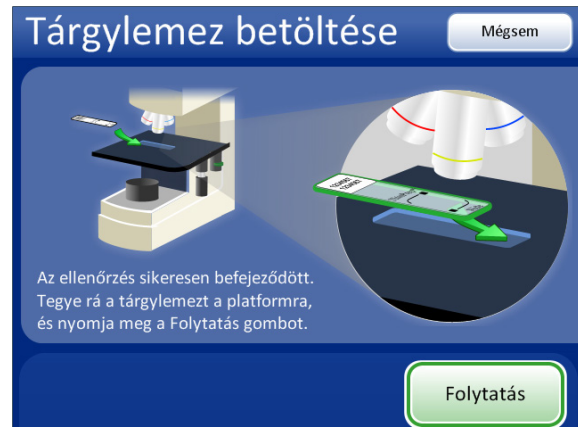 Tárgylemez betöltése
Mégsem
Az ellenőrzés sikeresen befejeződött.
Tegye rá a tárgylemezt a platformra,
és nyomja meg a Folytatás gombot.
Folytatás